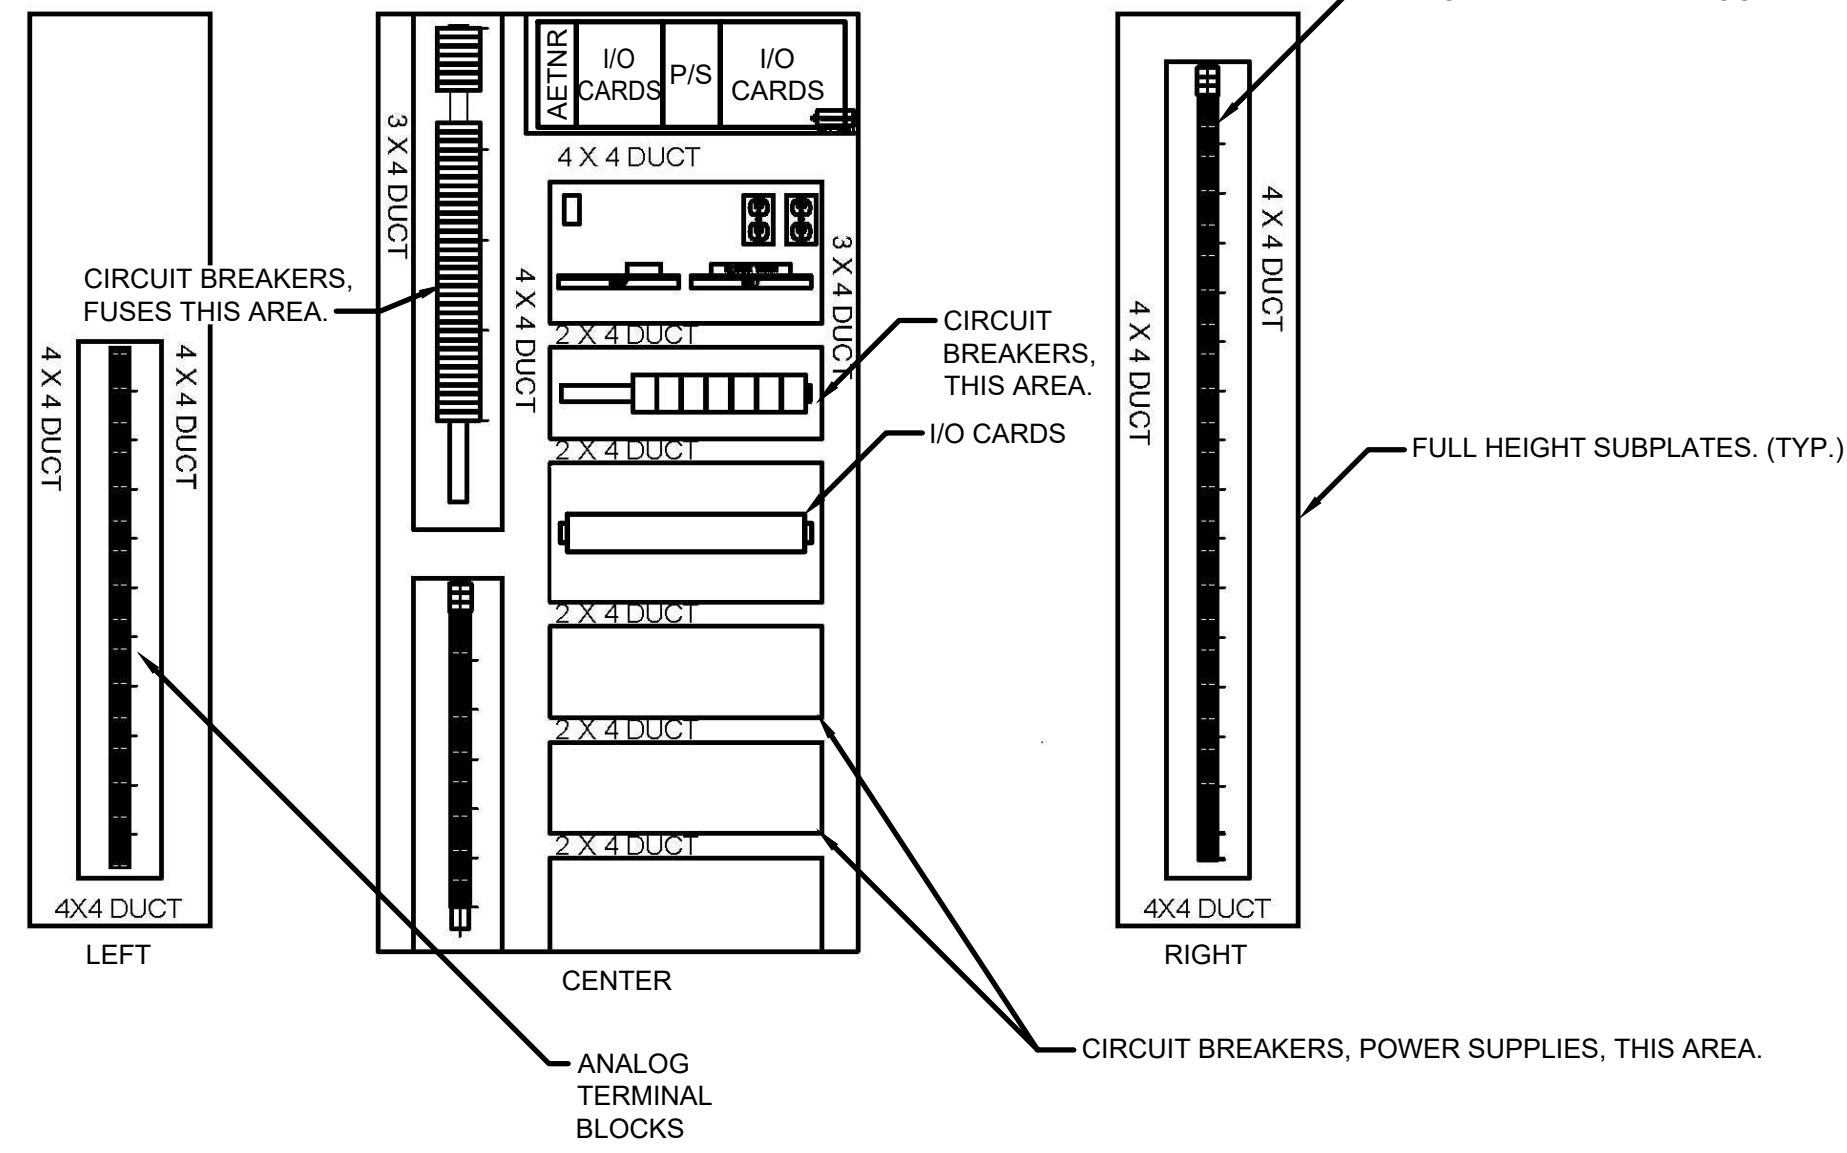 AETNR
I/O
CARDS
P/S
I/O
CARDS
4 X 4 DUCT
3 X 4 DUCT
4 X 4 DUCT
3 X 4 DUCT
CIRCUIT BREAKERS,
FUSES THIS AREA.
2 X 4 DUCT
CIRCUIT
BREAKERS,
THIS AREA.
2 X 4 DUCT
I/O CARDS
2 X 4 DUCT
2 X 4 DUCT
2 X 4 DUCT
4 X 4 DUCT
4 X 4 DUCT
4X4 DUCT
LEFT
CENTER
4 X 4 DUCT
4 X 4 DUCT
FULL HEIGHT SUBPLATES. (TYP.)
4X4 DUCT
RIGHT
CIRCUIT BREAKERS, POWER SUPPLIES, THIS AREA.
ANALOG
TERMINAL
BLOCKS